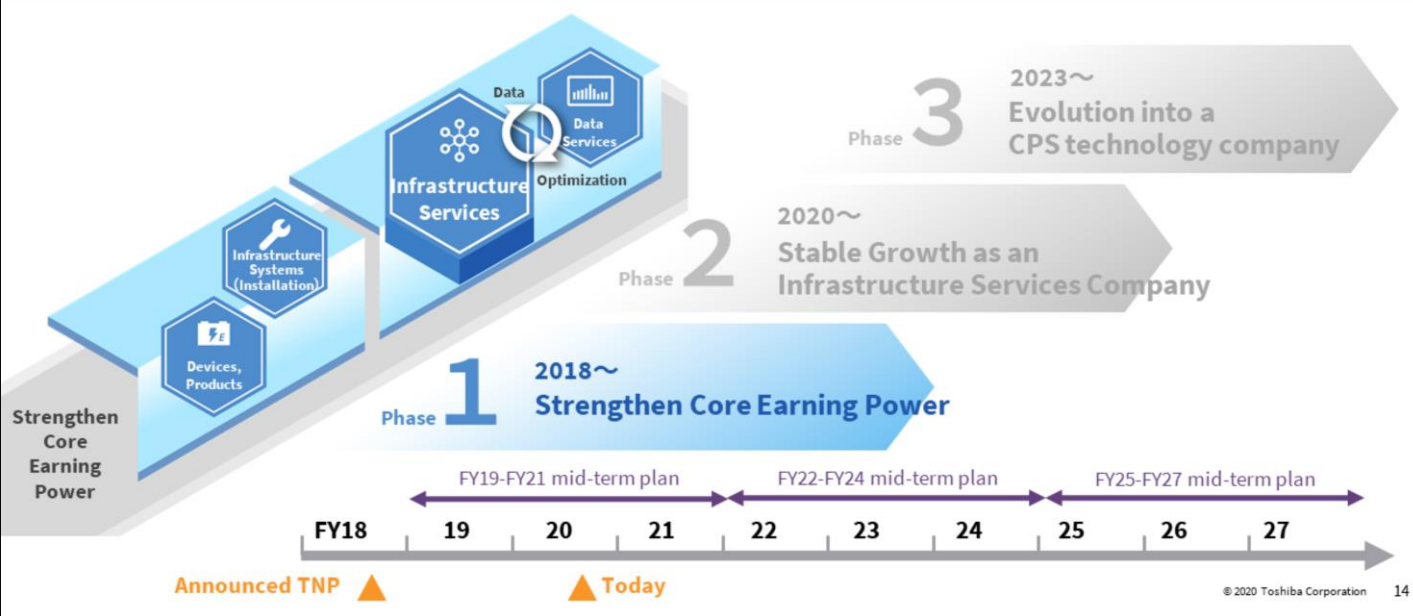 Data
Data
Services
Infrastructure
Services
Optimization
Infrastructure
Systems
(Installation)
E
Devices,
Products
Strengthen
Core
Earning
Power
Phase 3
2023～
Evolution into a
CPS technology company
Phase 2
2020～
Stable Growth as an
Infrastructure Services Company
Phase 1
2018～
Strengthen Core Earning Power
FY19-FY21 mid-term plan
FY22-FY24 mid-term plan
FY25-FY27 mid-term plan
FY18 19 20 21 22 23 24 25 26 27
Announced TNP
Today
© 2020 Toshiba Corporation 14